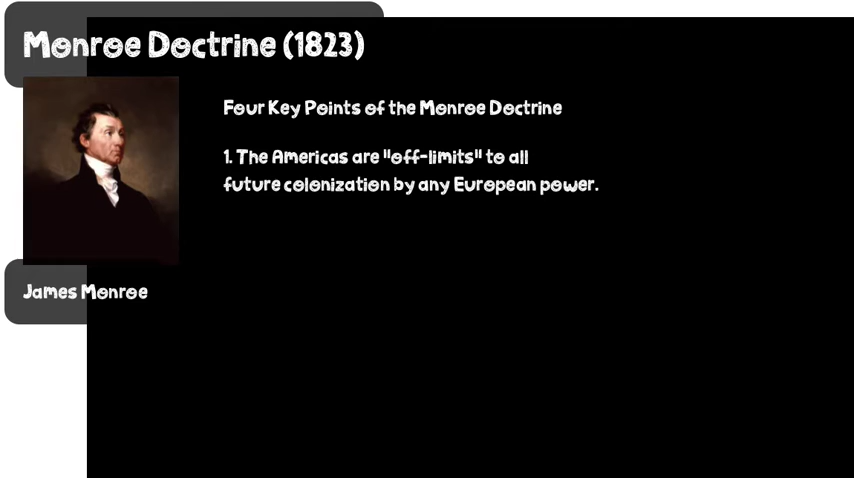 Monroe Doctrine (1823)
Four Key Points of the Monroe Doctrine
1. The Americas are "off-limits" to all
future colonization by any European power.
James Monroe